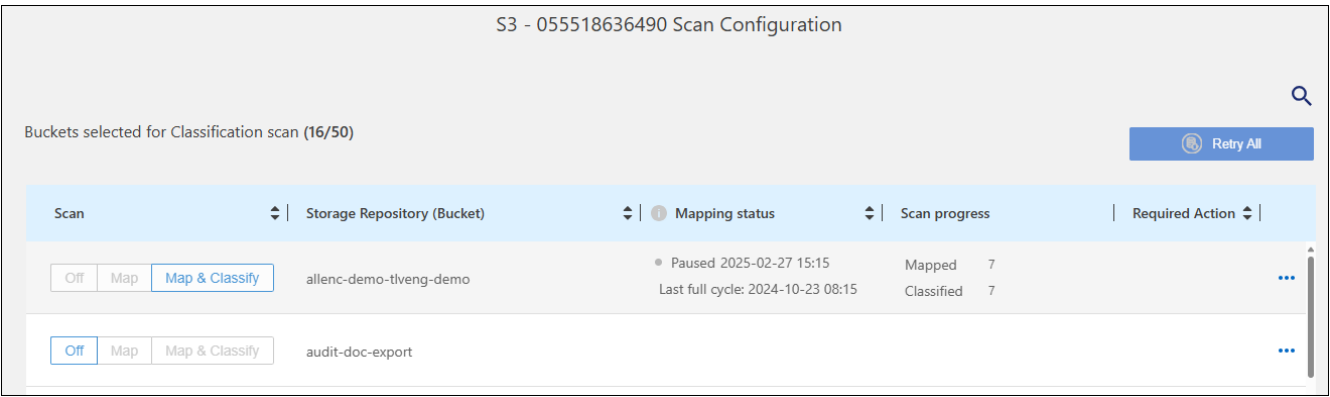 S3 - 055518636490 Scan Configuration
Buckets selected for Classification scan (16/50)
Retry All
Scan Storage Repository (Bucket) Mapping status Scan progress Required Action
Off Map Map & Classify allenc-demo-tlveng-demo Paused 2025-02-27 15:15 Mapped 7
Last full cycle: 2024-10-23 08:15 Classified 7
Off Map Map & Classify audit-doc-export